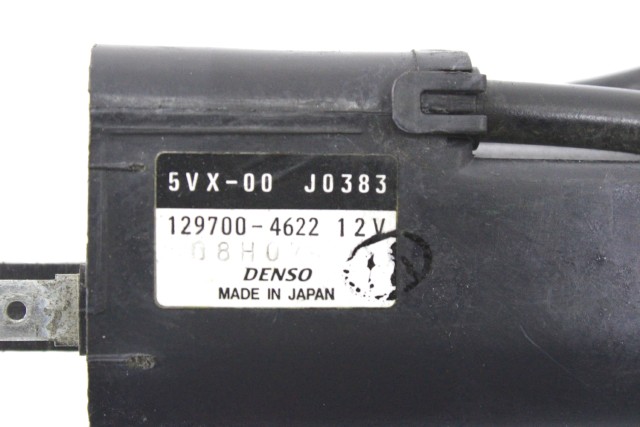 5VX-00 J0383
129700-4622 12V
DENSO
MADE IN JAPAN